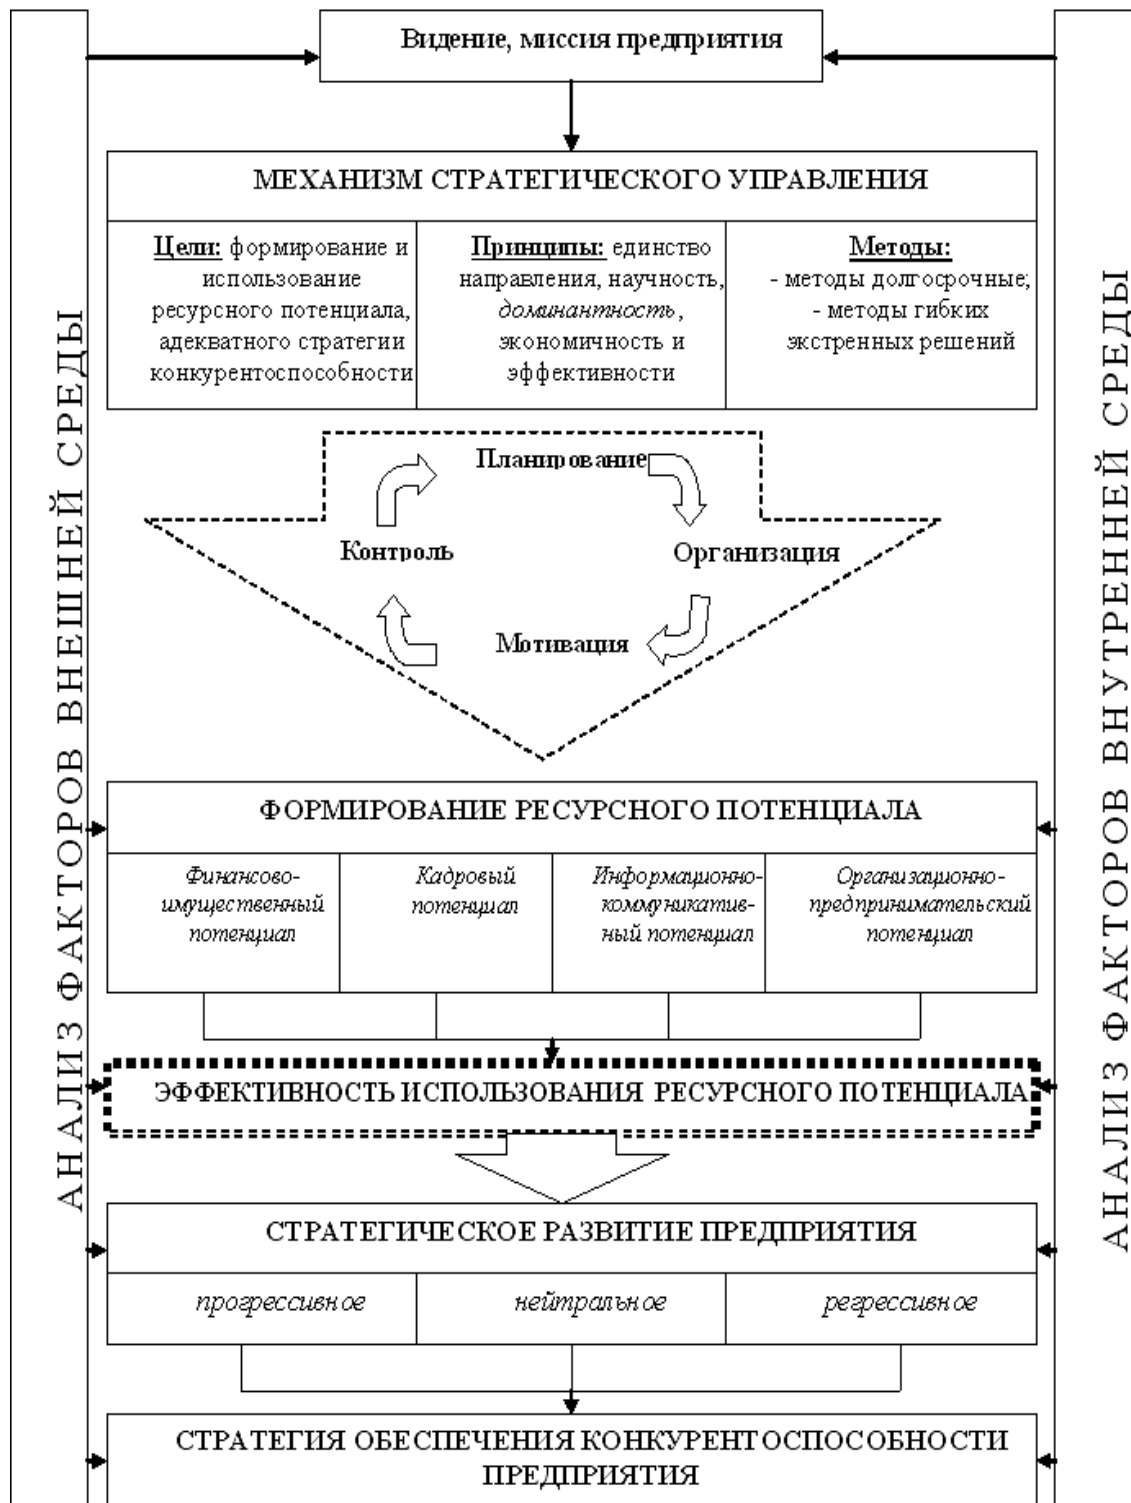 Видение, миссия предприятия
МЕХАНИЗМ СТРАТЕГИЧЕСКОГО УПРАВЛЕНИЯ
Цели: формирование и
использование
ресурсного потенциала,
адекватного стратегии
конкурентоспособности
Принципы: единство
направления, научность,
доминантность,
экономичность и
эффективности
Методы:
- методы долгосрочные;
- методы гибких
экстренных решений
Планирование
Контроль
Организация
Мотивация
ФОРМИРОВАНИЕ РЕСУРСНОГО ПОТЕНЦИАЛА
Финансово-
имущественный
потенциал
Кадровый
потенциал
Информационно-
коммуникатив-
ный потенциал
Организационно-
предпринимательский
потенциал
ЭФФЕКТИВНОСТЬ ИСПОЛЬЗОВАНИЯ РЕСУРСНОГО ПОТЕНЦИАЛА
СТРАТЕГИЧЕСКОЕ РАЗВИТИЕ ПРЕДПРИЯТИЯ
прогрессивное
нейтральное
регрессивное
СТРАТЕГИЯ ОБЕСПЕЧЕНИЯ КОНКУРЕНТОСПОСОБНОСТИ
ПРЕДПРИЯТИЯ
АНАЛИЗ ФАКТОРОВ ВНЕШНЕЙ СРЕДЫ
АНАЛИЗ ФАКТОРОВ ВНУТРЕННЕЙ СРЕДЫ